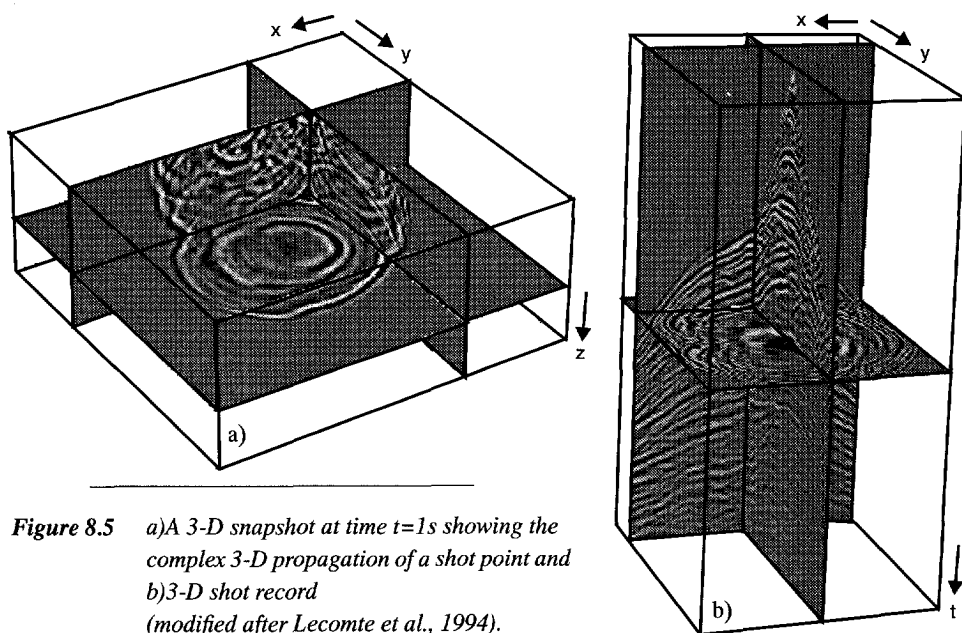 x
y
z
a)
x
y
t
b)
Figure 8.5 a)A 3-D snapshot at time t=1s showing the
complex 3-D propagation of a shot point and
b)3-D shot record
(modified after Lecomte et al., 1994).